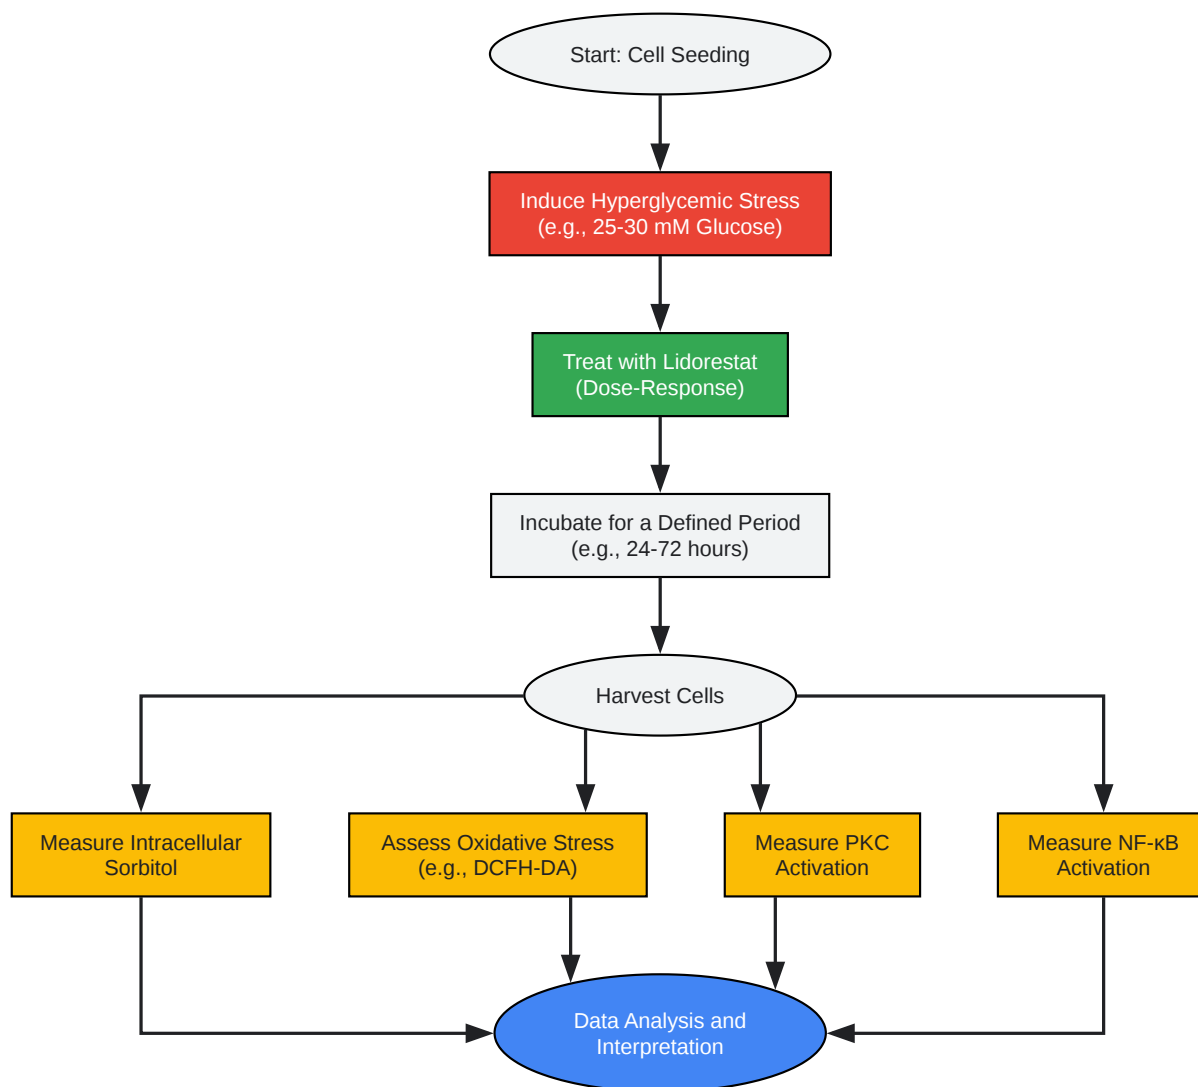 Start: Cell Seeding
Induce Hyperglycemic Stress
(e.g., 25-30 mM Glucose)
Treat with Lidorestat
(Dose-Response)
Incubate for a Defined Period
(e.g., 24-72 hours)
Harvest Cells
Measure Intracellular
Sorbitol
Assess Oxidative Stress
(e.g., DCFH-DA)
Measure PKC
Activation
Measure NF-κB
Activation
Data Analysis and
Interpretation